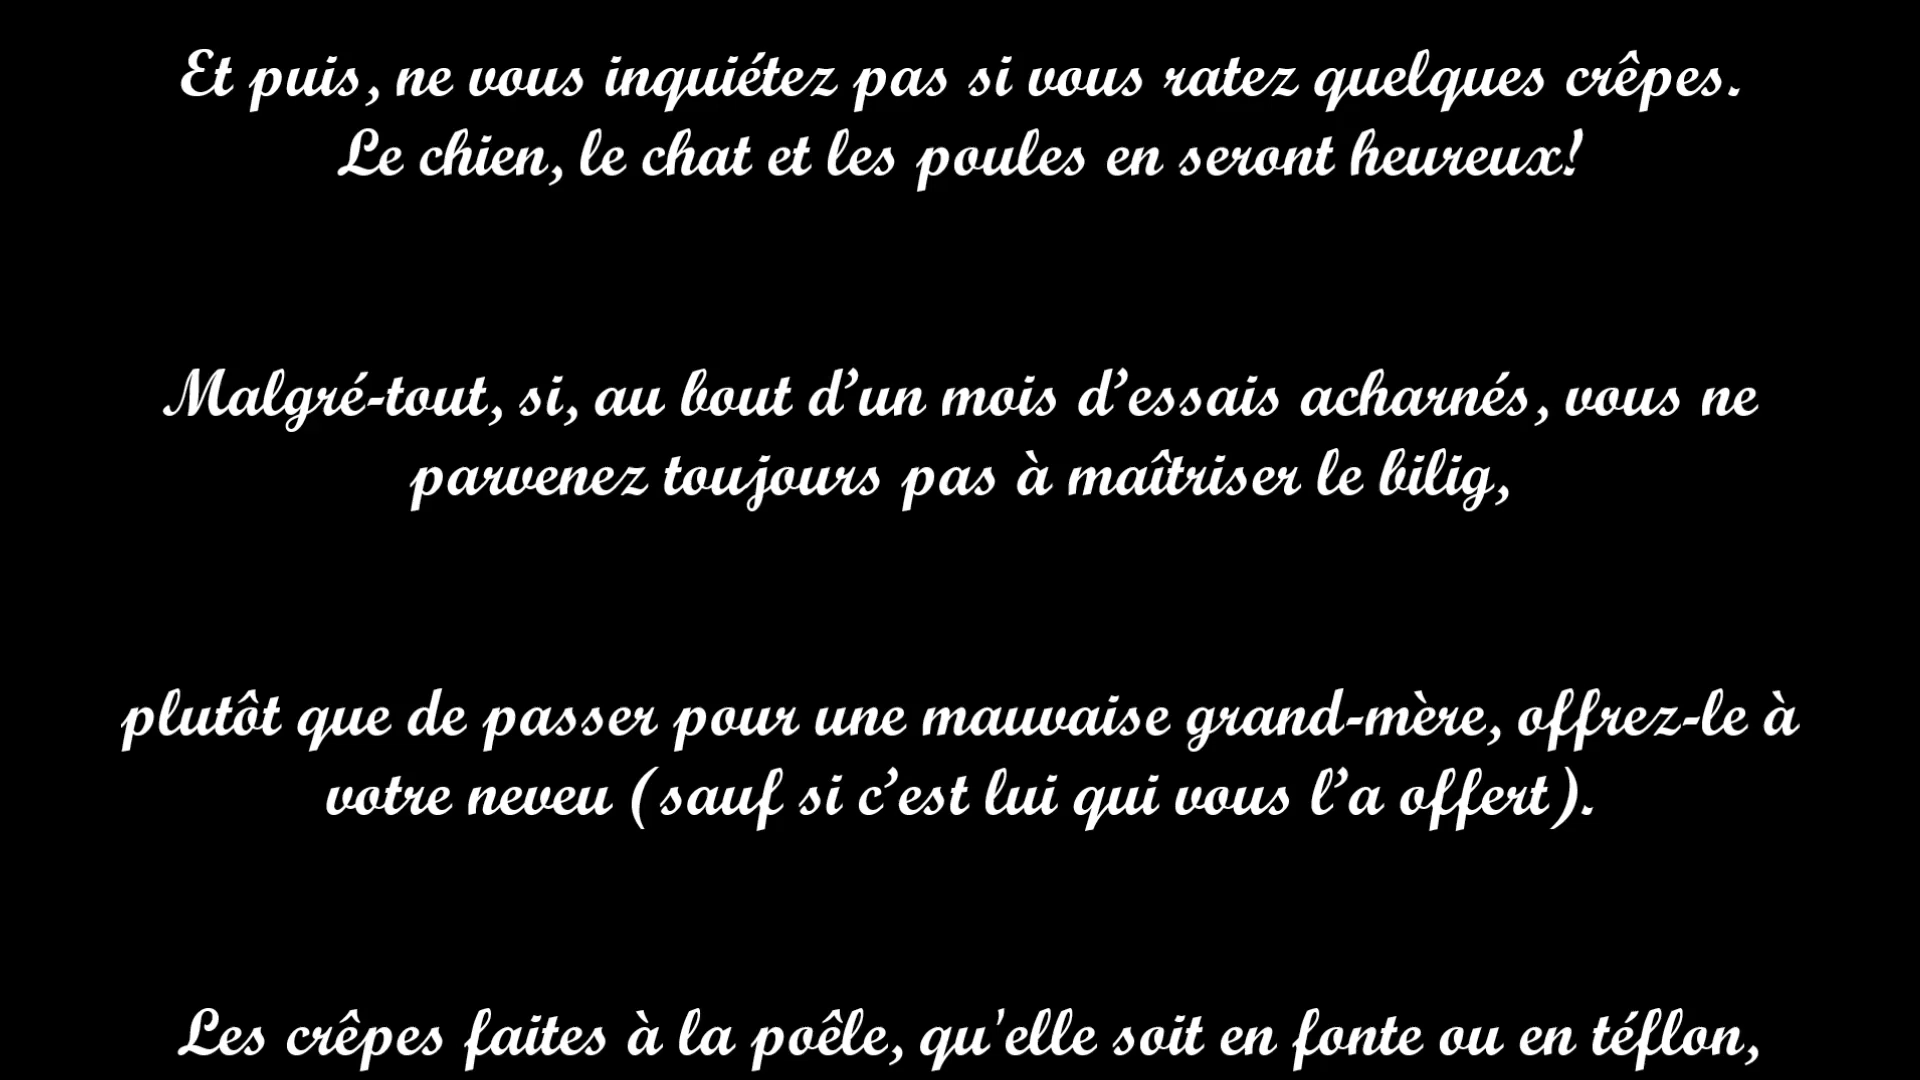 Et puis, ne vous inquiétez pas si vous ratez quelques crêpes.
Le chien, le chat et les poules en seront heureux!
Malgré-tout, si, au bout d’un mois d’essais acharnés, vous ne
parvenez toujours pas à maîtriser le bilig,
plutôt que de passer pour une mauvaise grand-mère, offrez-le à
votre neveu (sauf si c’est lui qui vous l’a offert).
Les crêpes faites à la poêle, qu'elle soit en fonte ou en téflon,